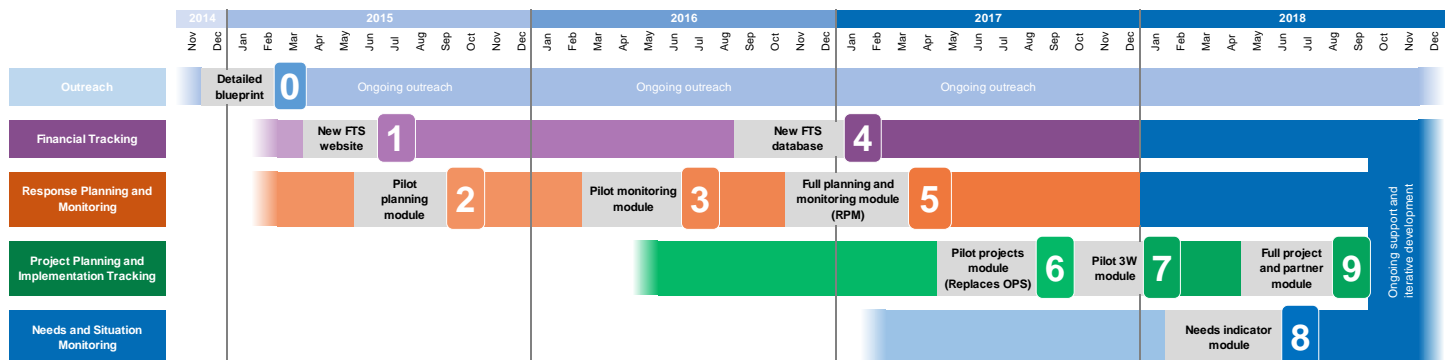 2014
2015
2016
2017
2018
Nov Dec Jan Feb Mar Apr May Jun Jul Aug Sep Oct Nov Dec Jan Feb Mar Apr May Jun Jul Aug Sep Oct Nov Dec Jan Feb Mar Apr May Jun Jul Aug Sep Oct Nov Dec Jan Feb Mar Apr May Jun Jul Aug Sep Oct Nov Dec
Outreach
Detailed
blueprint
0
Ongoing outreach
Ongoing outreach
Ongoing outreach
Financial Tracking
New FTS
website
1
New FTS
database
4
Response Planning and
Monitoring
Pilot
planning
module
2
Pilot monitoring
module
3
Full planning and
monitoring module
(RPM)
5
Project Planning and
Implementation Tracking
Pilot projects
module
(Replaces OPS)
6
Pilot 3W
module
7
Full project
and partner
module
9
Needs and Situation
Monitoring
Needs indicator
module
8
Ongoing support and
iterative development